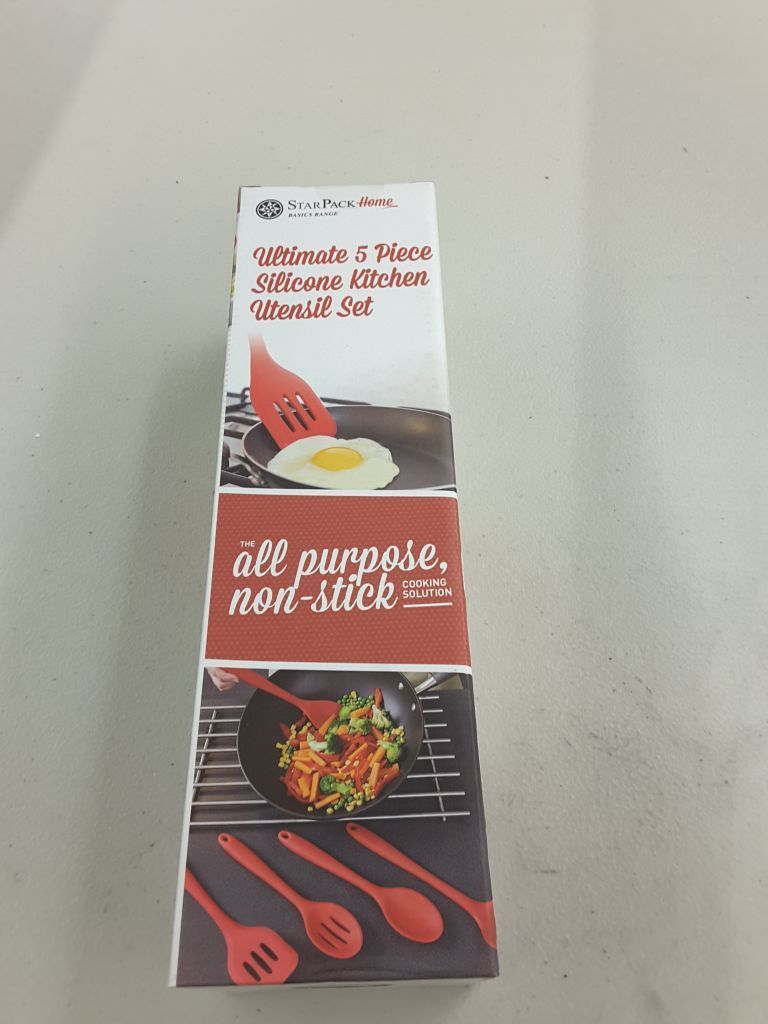 STARPACK Home
BASICS RANGE
Ultimate 5 Piece
Silicone Kitchen
Utensil Set
THE
all purpose,
non-stick COOKING
SOLUTION